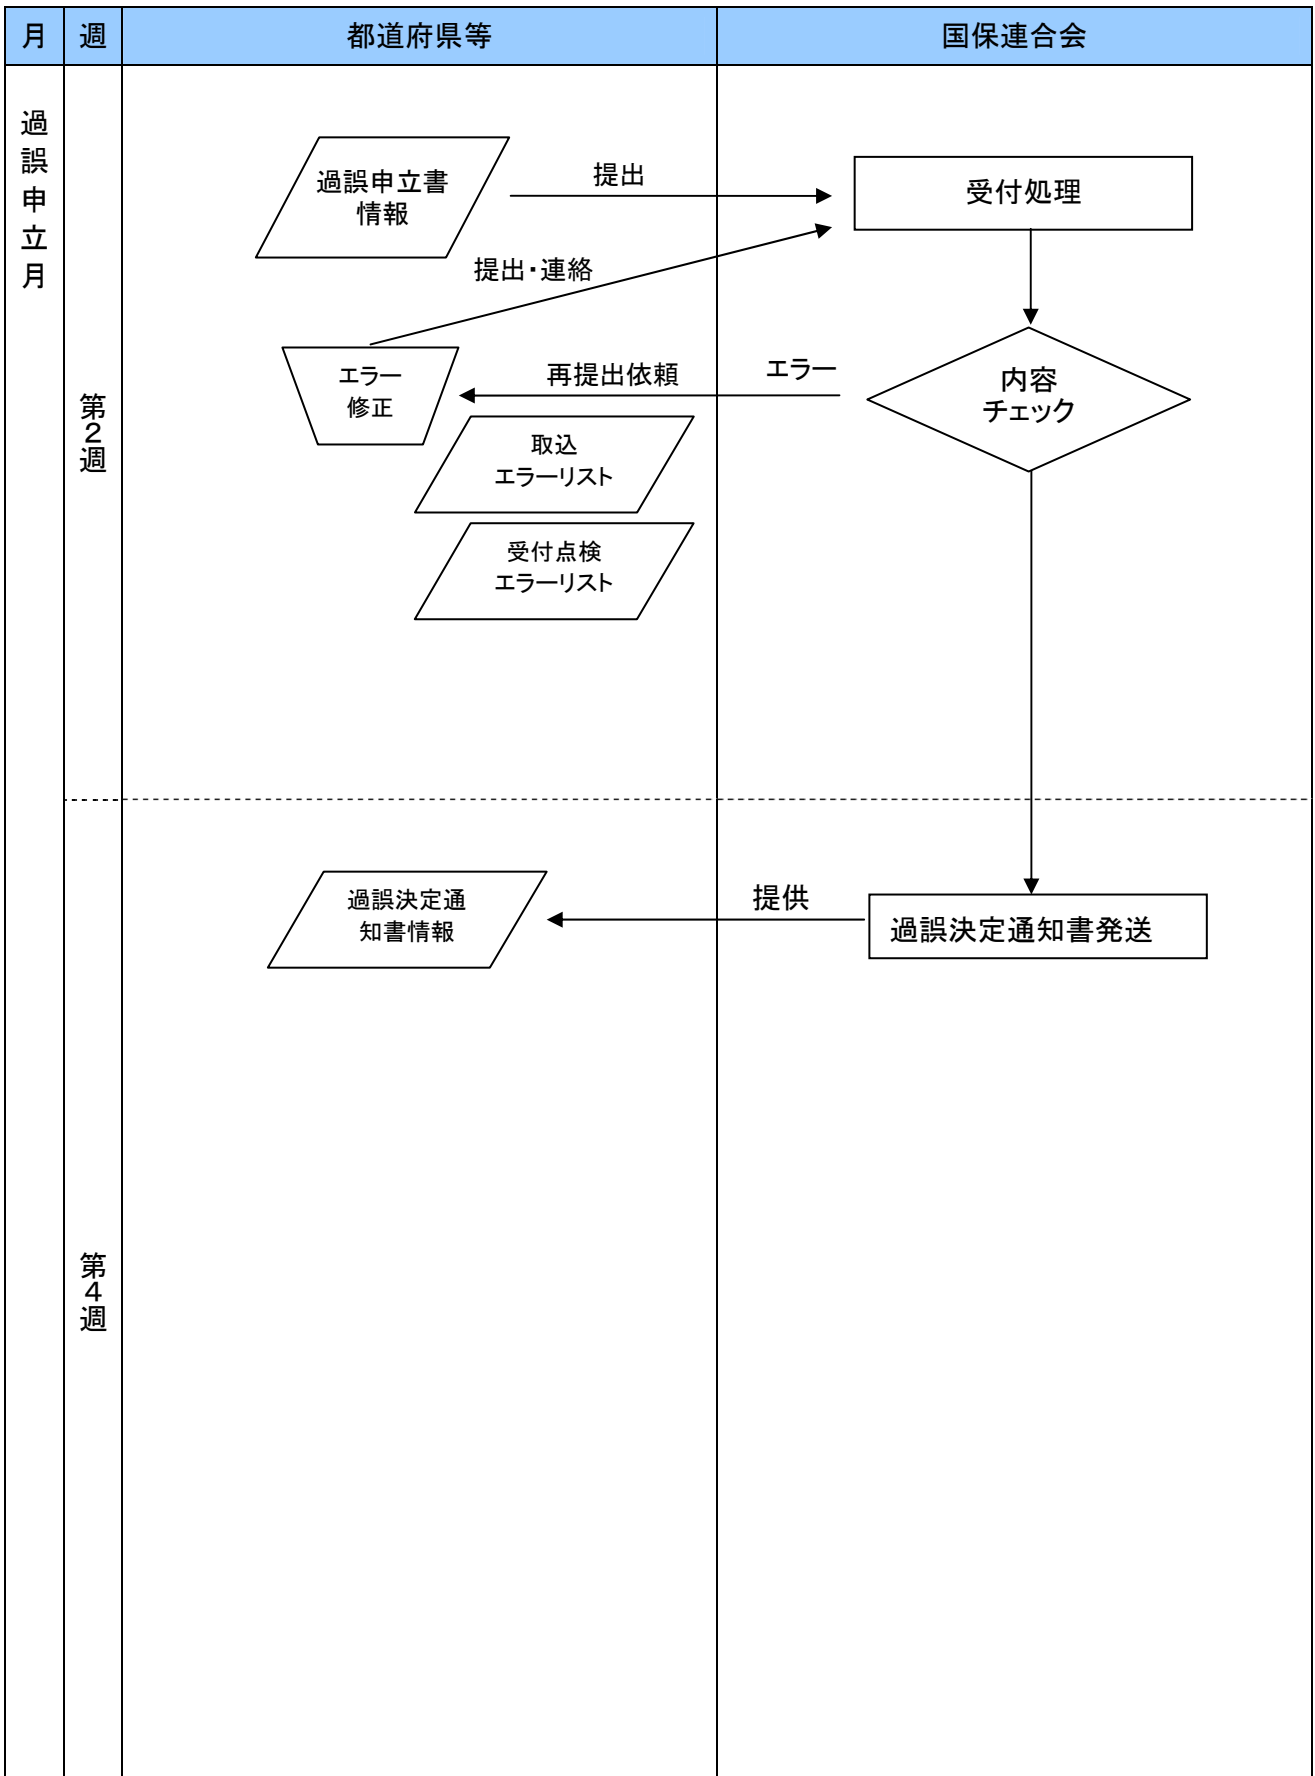 月
週
都道府県等
国保連合会
過誤申立月
第2週
過誤申立書
情報
提出
受付処理
提出・連絡
エラー
修正
再提出依頼
エラー
内容
チェック
取込
エラーリスト
受付点検
エラーリスト
第4週
過誤決定通
知書情報
提供
過誤決定通知書発送